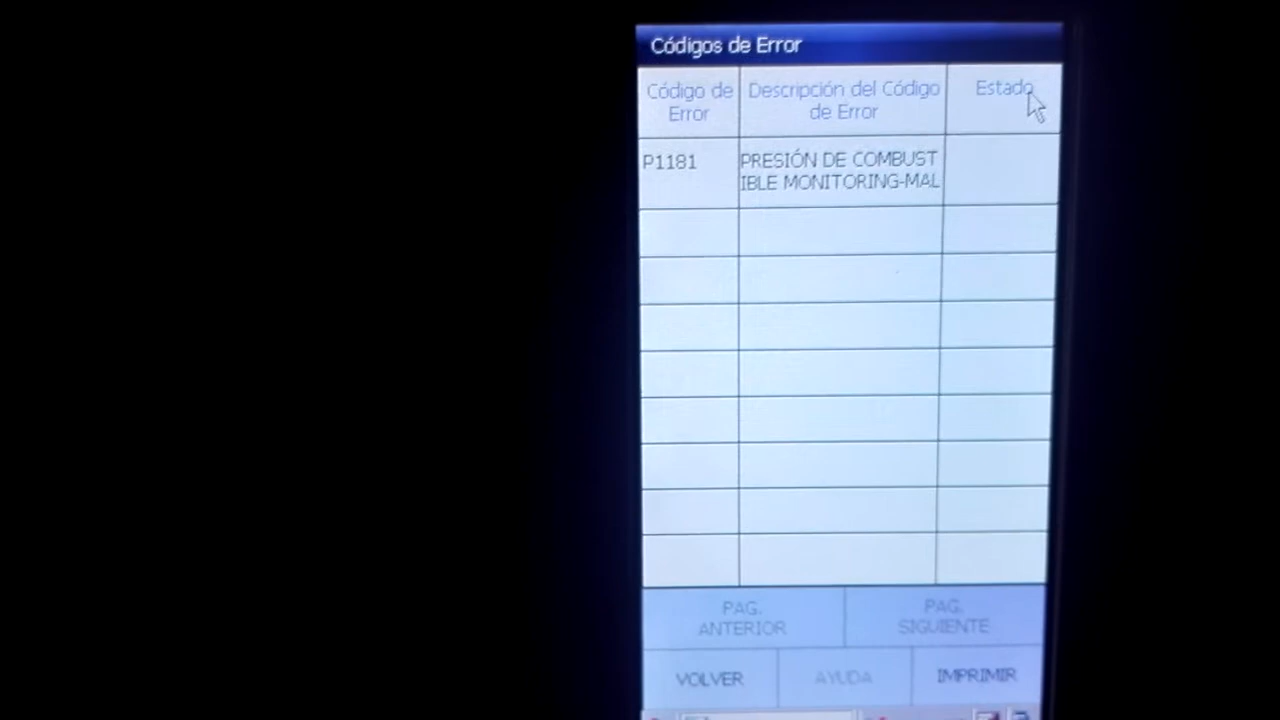 Códigos de Error
Código de
Error
Descripción del Código
de Error
Estado
P1181
PRESIÓN DE COMBUST
IBLE MONITORING-MAL
PAG.
ANTERIOR
PAG.
SIGUIENTE
VOLVER
AYUDA
IMPRIMIR